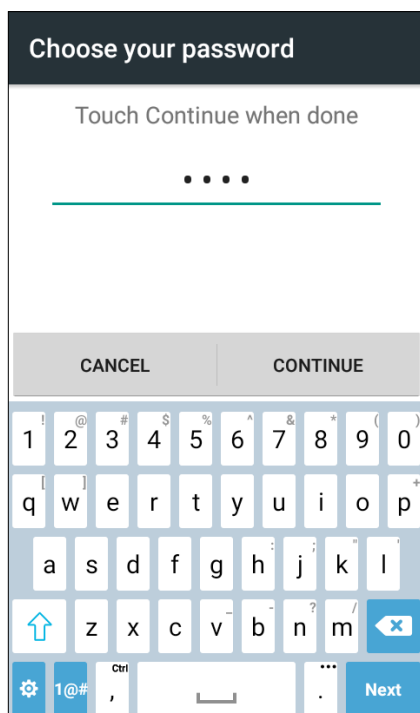 Choose your password
Touch Continue when done
••••
CANCEL CONTINUE
! @ # $ % ^ & * ( )
1 2 3 4 5 6 7 8 9 0
[ ] +
q w e r t y u i o p
: ; " '
a s d f g h j k l
_ - ? /
z x c v b n m
Ctrl •••
1@# , . Next